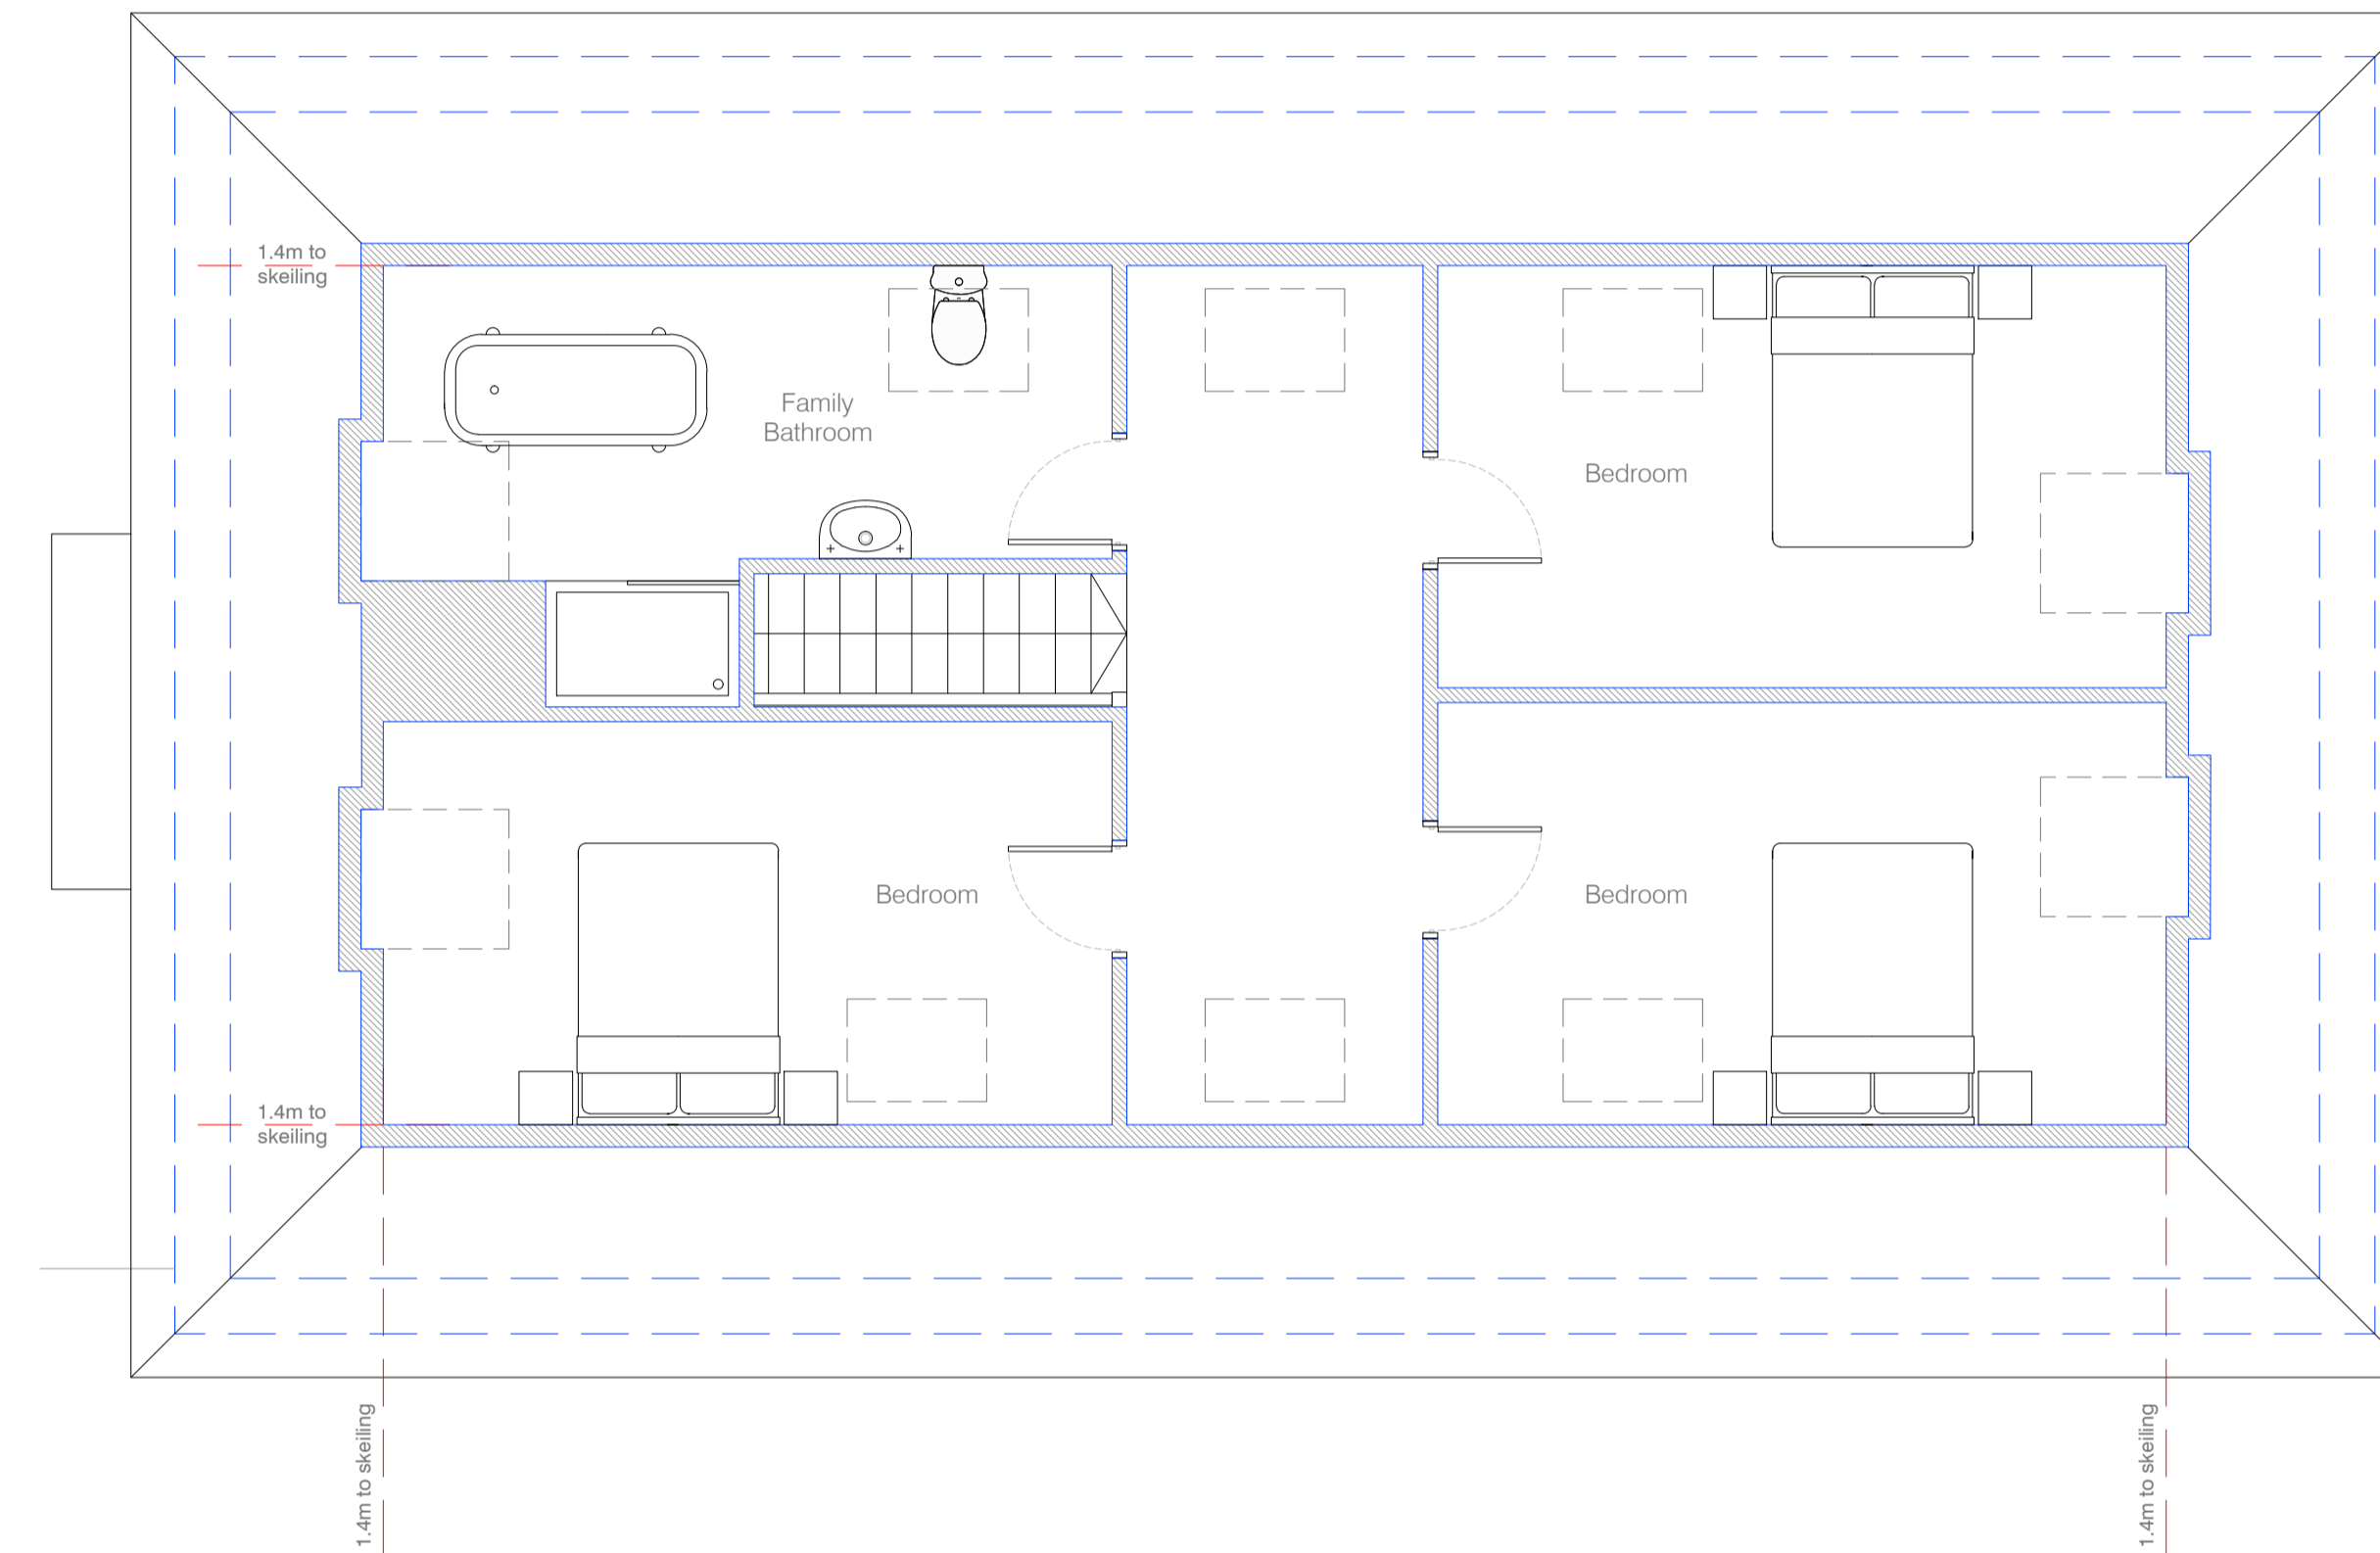 1.4m to
skeiling
Family
Bathroom
Bedroom
Bedroom
Bedroom
1.4m to
skeiling
1.4m to skeiling
1.4m to skeiling